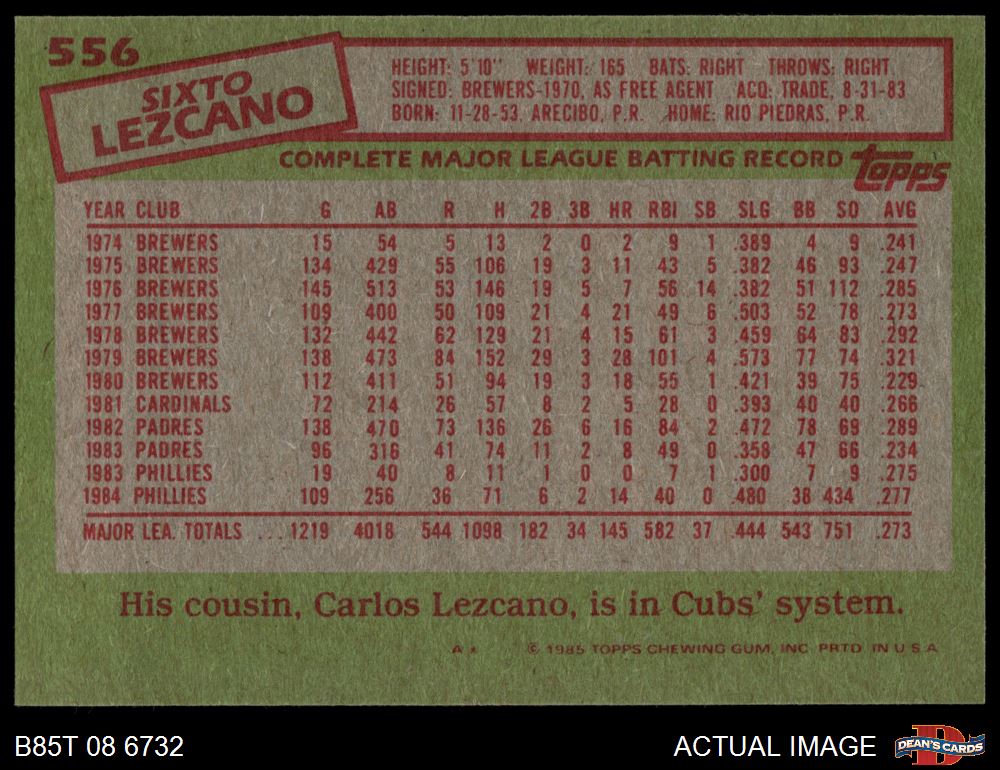 556
SIXTO
LEZCANO
HEIGHT: 5'10" WEIGHT: 165 BATS: RIGHT THROWS: RIGHT
SIGNED: BREWERS-1970, AS FREE AGENT ACQ: TRADE, 8-31-83
BORN: 11-28-53, ARECIBO, P.R. HOME: RIO PIEDRAS, P.R.
COMPLETE MAJOR LEAGUE BATTING RECORD topps
YEAR CLUB G AB R H 2B 3B HR RBI SB SLG BB SO AVG
1974 BREWERS 15 54 5 13 2 0 2 9 1 .389 4 9 .241
1975 BREWERS 134 429 55 106 19 3 11 43 5 .382 46 93 .247
1976 BREWERS 145 513 53 146 19 5 7 56 14 .382 51 112 .285
1977 BREWERS 109 400 50 109 21 4 21 49 6 .503 52 78 .273
1978 BREWERS 132 442 62 129 21 4 15 61 3 .459 64 83 .292
1979 BREWERS 138 473 84 152 29 3 28 101 4 .573 77 74 .321
1980 BREWERS 112 411 51 94 19 3 18 55 1 .421 39 75 .229
1981 CARDINALS 72 214 26 57 8 2 5 28 0 .393 40 40 .266
1982 PADRES 138 470 73 136 26 6 16 84 2 .472 78 69 .289
1983 PADRES 96 316 41 74 11 2 8 49 0 .358 47 66 .234
1983 PHILLIES 19 40 8 11 1 0 0 7 1 .300 7 9 .275
1984 PHILLIES 109 256 36 71 6 2 14 40 0 .480 38 434 .277
MAJOR LEA. TOTALS ... 1219 4018 544 1098 182 34 145 582 37 .444 543 751 .273
His cousin, Carlos Lezcano, is in Cubs' system.
A * © 1985 TOPPS CHEWING GUM, INC. PRTD. IN U.S.A.
B85T 08 6732
ACTUAL IMAGE
DEAN'S CARDS